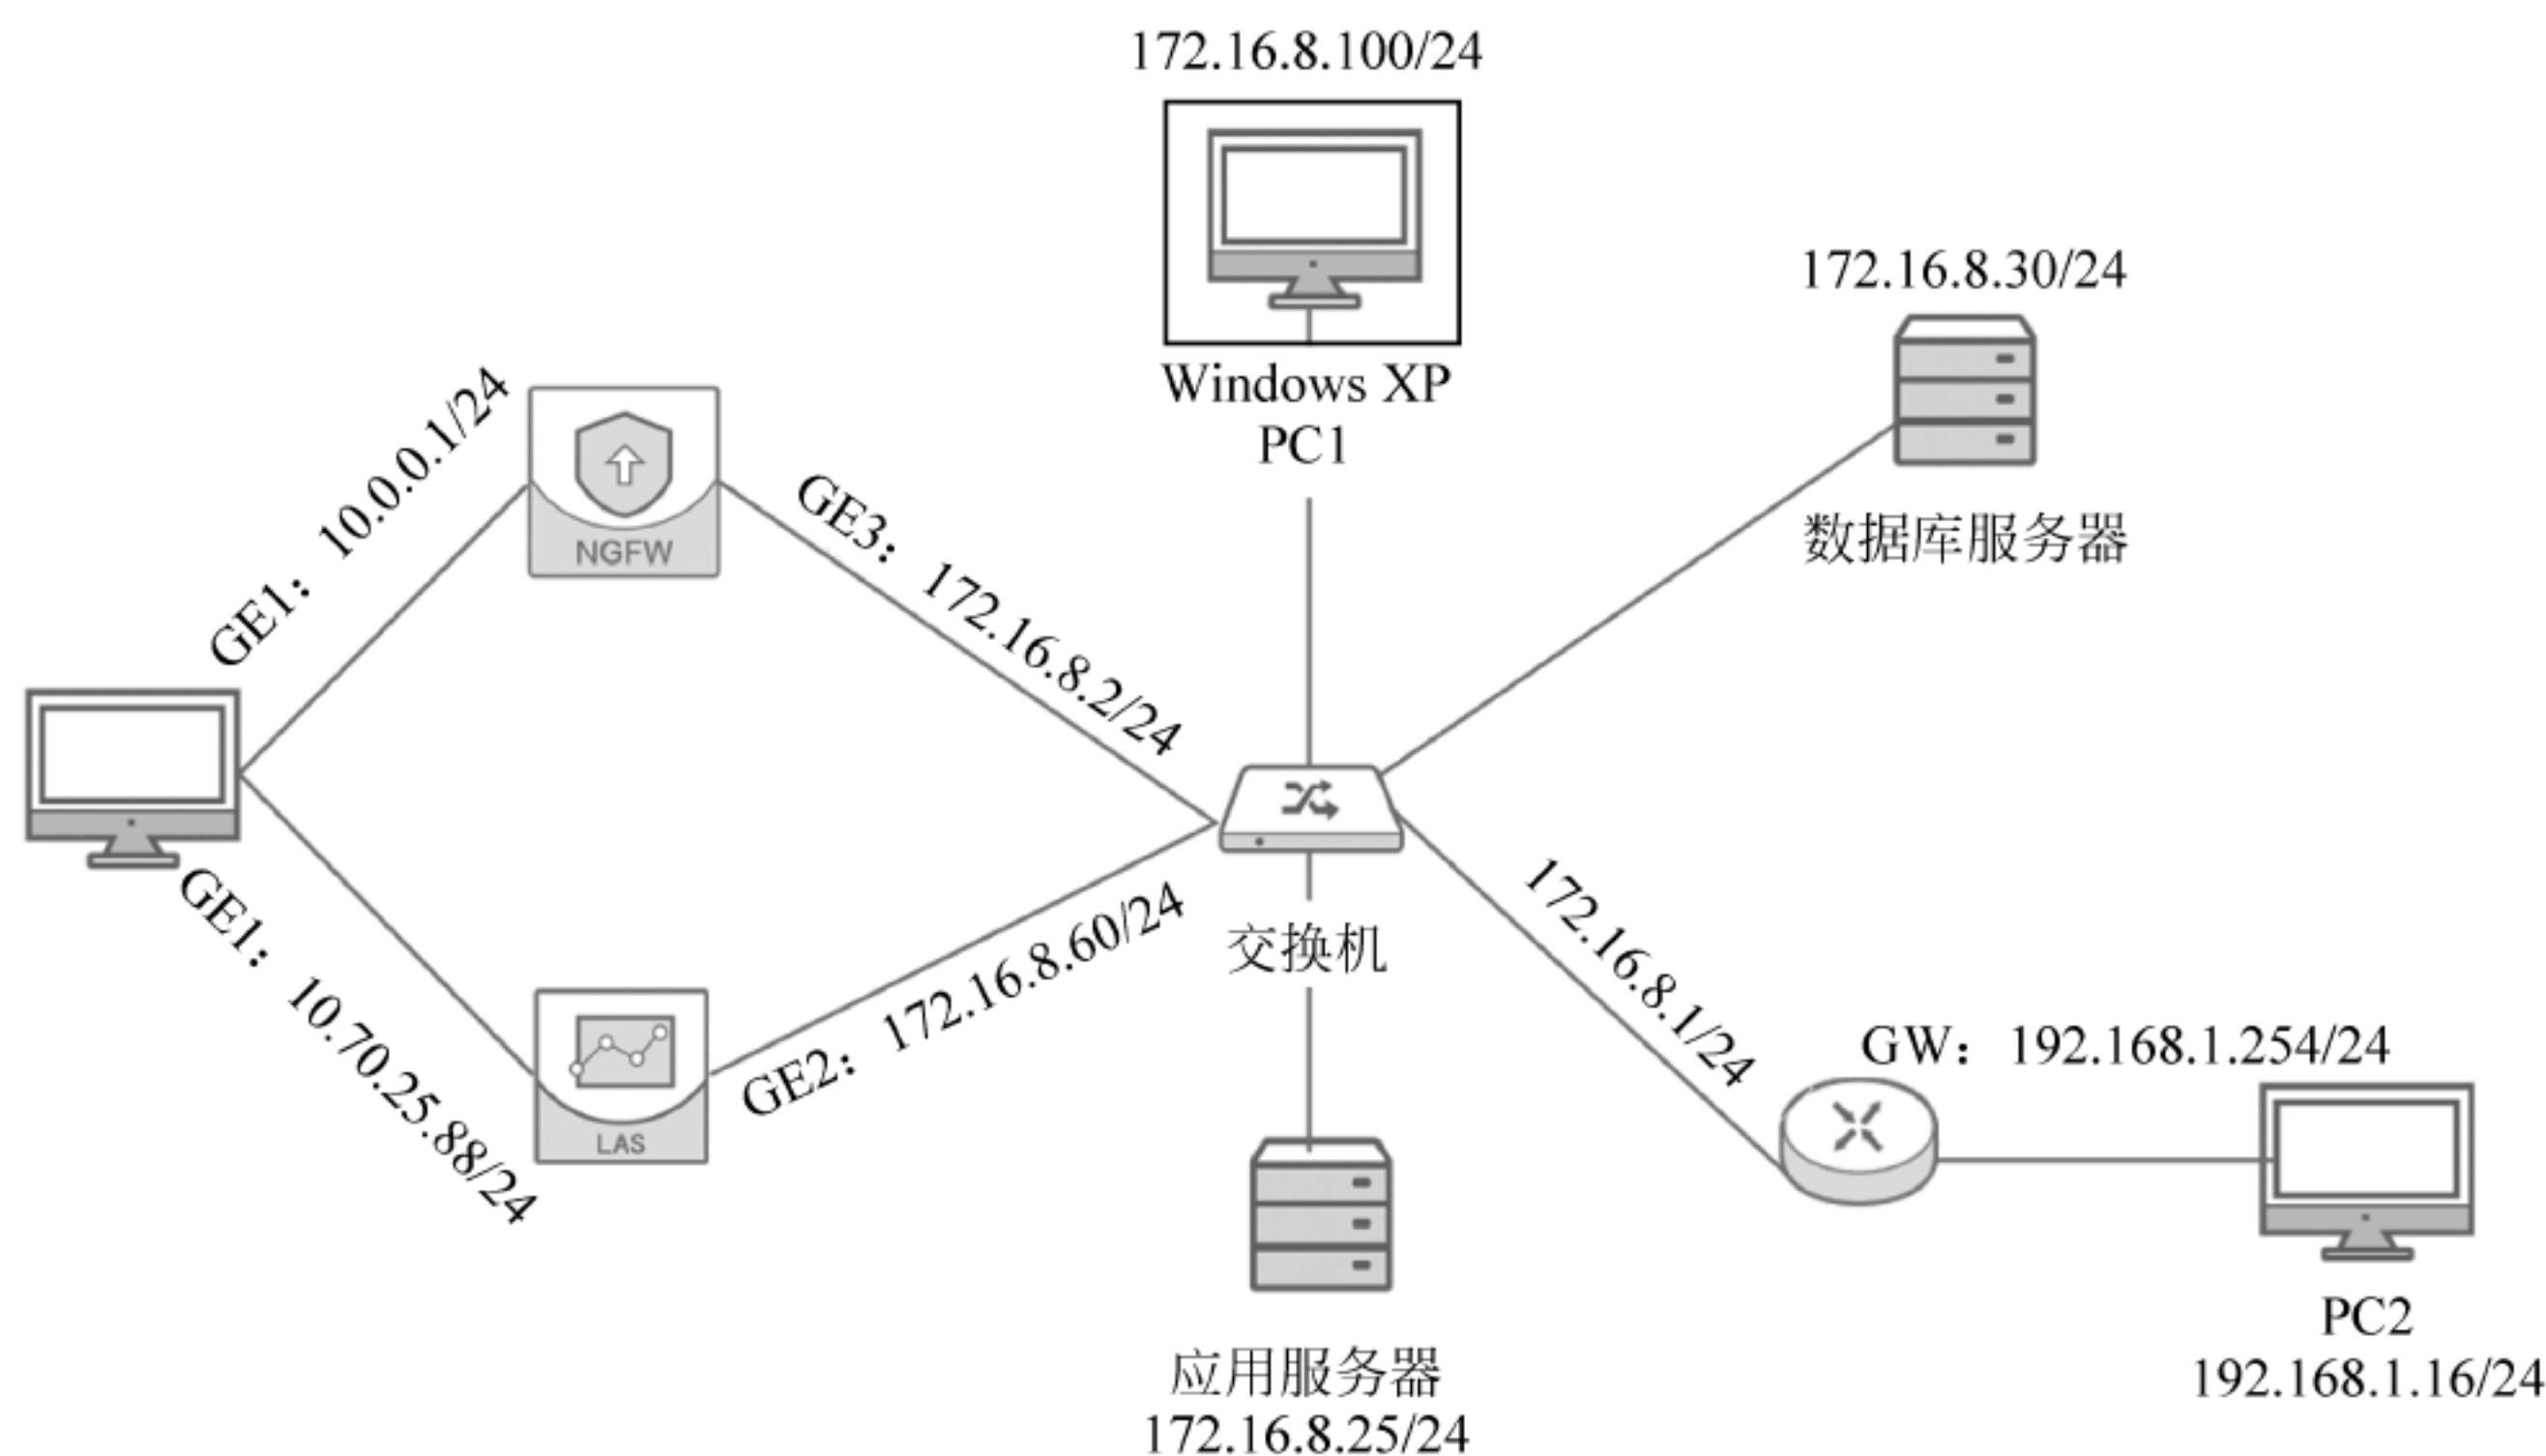 172.16.8.100/24
Windows XP
PC1
172.16.8.30/24
数据库服务器
GE1：10.0.0.1/24
NGFW
GE3：172.16.8.2/24
GE1：10.70.25.88/24
LAS
GE2：172.16.8.60/24
交换机
172.16.8.1/24
GW：192.168.1.254/24
PC2
192.168.1.16/24
应用服务器
172.16.8.25/24